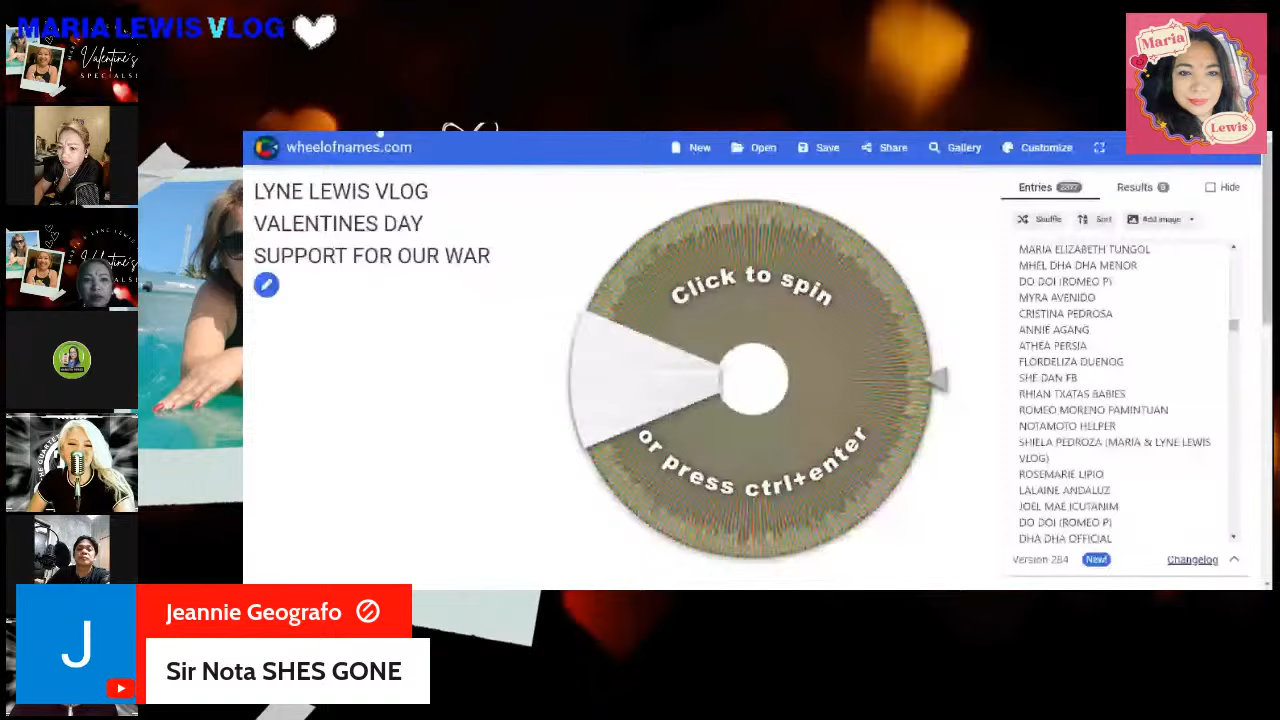 MARIA LEWIS VLOG
Valentine's
SPECIALS
Maria
Lewis
wheelofnames.com
New
Open
Save
Share
Gallery
Customize
LYNE LEWIS VLOG
VALENTINES DAY
SUPPORT FOR OUR WAR
Click to spin
or press ctrl+enter
Entries 2377
Results 3
Hide
Shuffle
Sort
Add image
MARIA ELIZABETH TUNGOL
MHEL DHA DHA MENOR
DO DOI (ROMEO P)
MYRA AVENIDO
CRISTINA PEDROSA
ANNIE AGANG
ATHEA PERSIA
FLORDELIZA DUENOG
SHE DAN FB
RHIAN TXATAS BABIES
ROMEO MORENO PAMINTUAN
NOTAMOTO HELPER
SHIELA PEDROZA (MARIA & LYNE LEWIS
VLOG)
ROSEMARIE LIPIO
LALAINE ANDALUZ
JOEL MAE ICUTANIM
DO DOI (ROMEO P)
DHA DHA OFFICIAL
Version 284
New!
Changelog
J
Jeannie Geografo
Sir Nota SHES GONE